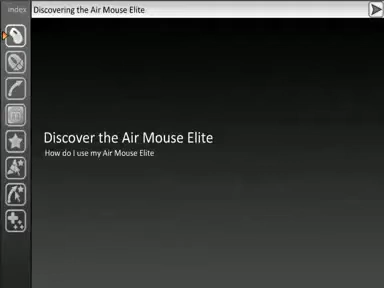 index
Discovering the Air Mouse Elite
Discover the Air Mouse Elite
How do I use my Air Mouse Elite